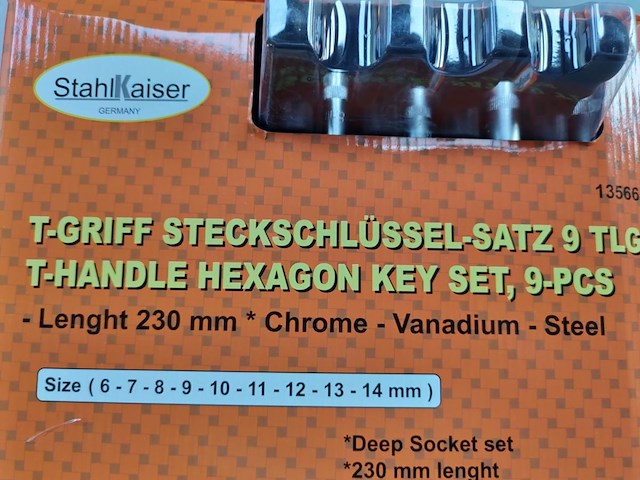 StahlKaiser
GERMANY
13566
T-GRIFF STECKSCHLÜSSEL-SATZ 9 TLG
T-HANDLE HEXAGON KEY SET, 9-PCS
- Lenght 230 mm * Chrome - Vanadium - Steel
Size ( 6 - 7 - 8 - 9 - 10 - 11 - 12 - 13 - 14 mm )
*Deep Socket set
*230 mm lenght